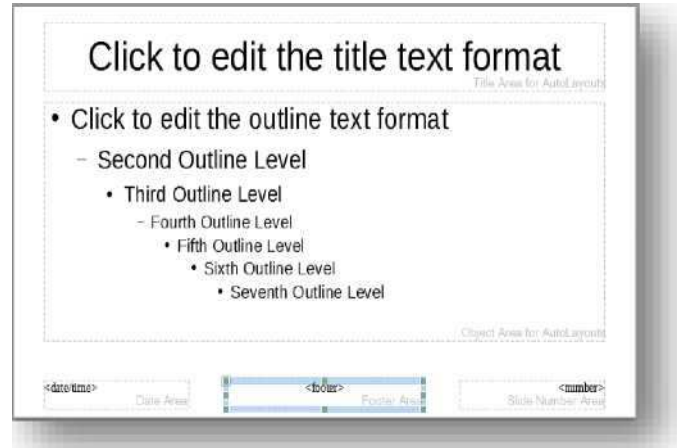 Click to edit the title text format
Title Area for AutoLayouts
• Click to edit the outline text format
– Second Outline Level
• Third Outline Level
– Fourth Outline Level
• Fifth Outline Level
• Sixth Outline Level
• Seventh Outline Level
Object Area for AutoLayouts
<date/time>
Date Area
<footer>
Footer Area
<number>
Slide Number Area